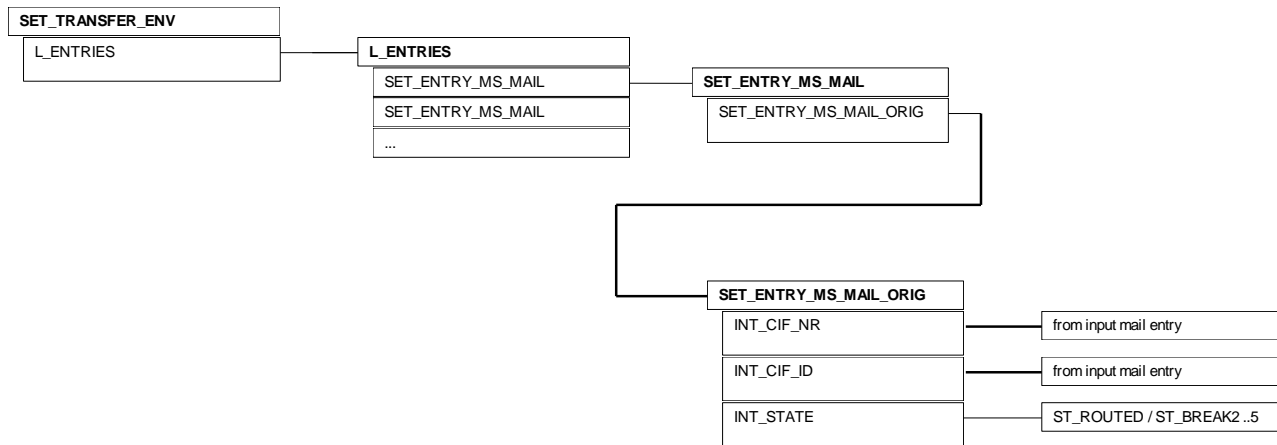 SET_TRANSFER_ENV
L_ENTRIES
L_ENTRIES
SET_ENTRY_MS_MAIL
SET_ENTRY_MS_MAIL
...
SET_ENTRY_MS_MAIL
SET_ENTRY_MS_MAIL_ORIG
SET_ENTRY_MS_MAIL_ORIG
INT_CIF_NR
from input mail entry
INT_CIF_ID
from input mail entry
INT_STATE
ST_ROUTED / ST_BREAK2 ..5